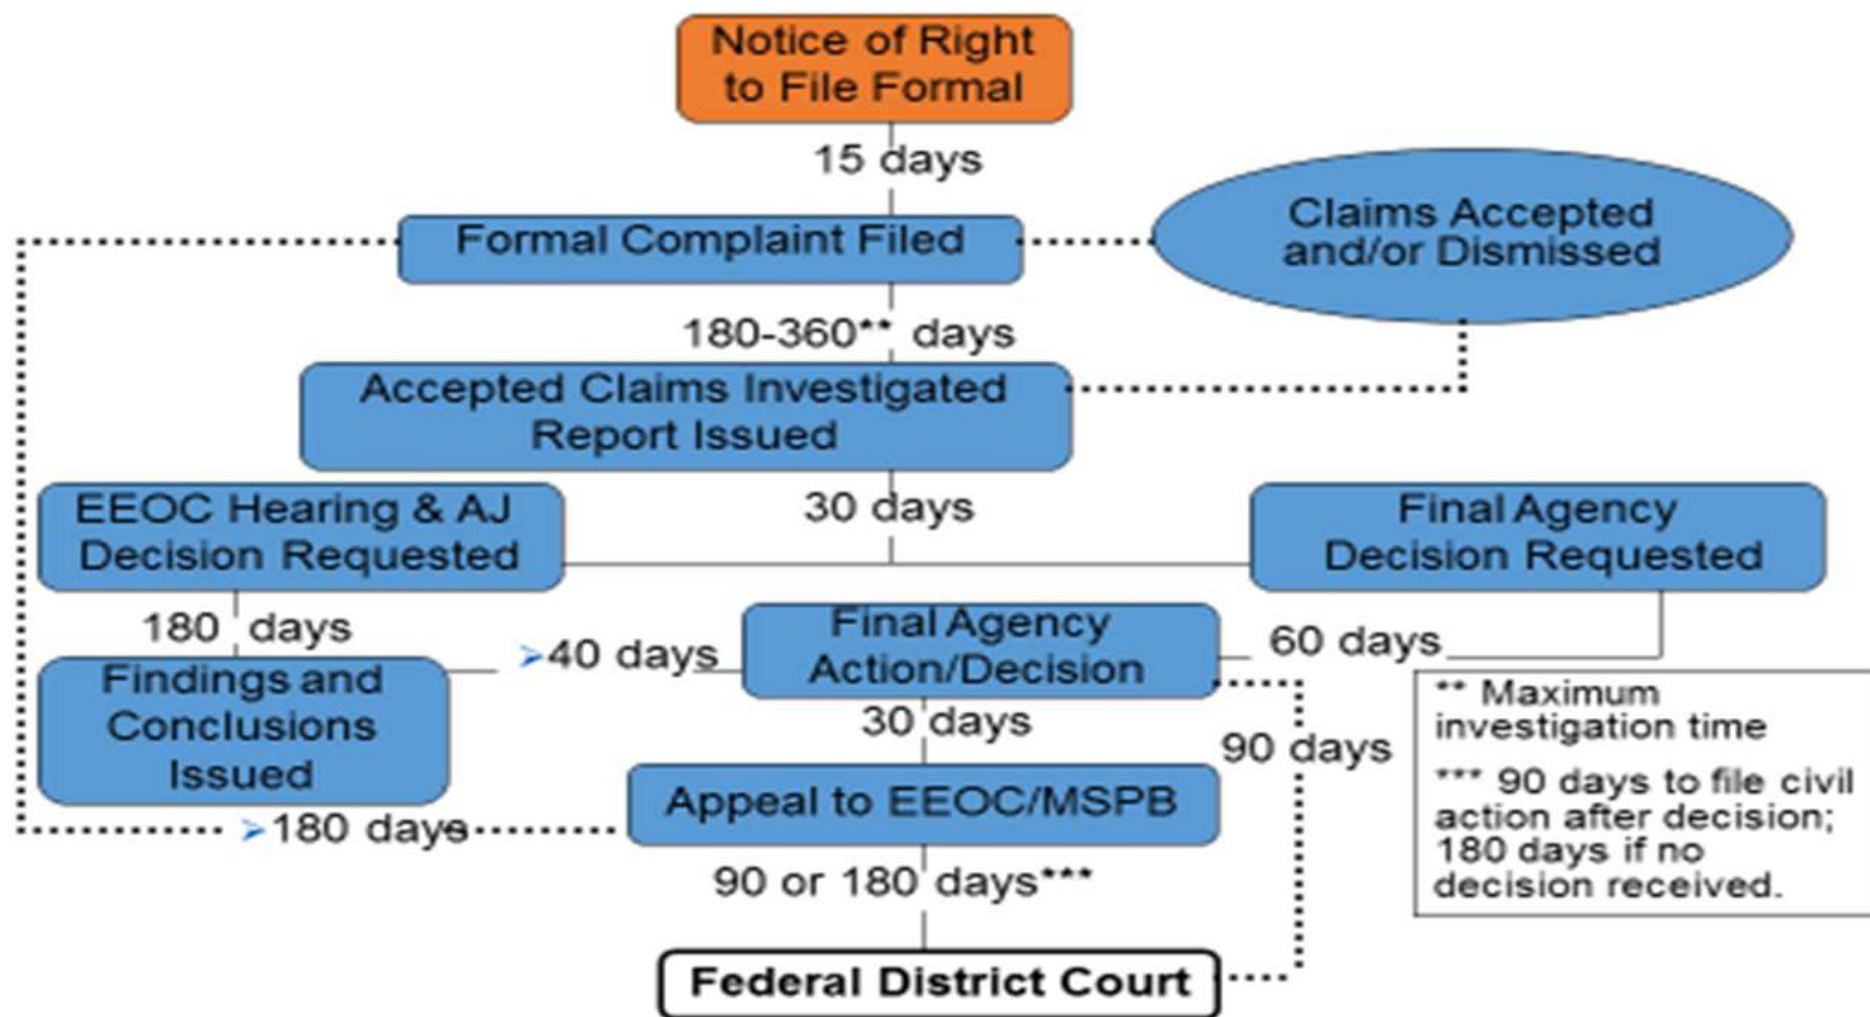 Notice of Right
to File Formal
15 days
Formal Complaint Filed
Claims Accepted
and/or Dismissed
180-360** days
Accepted Claims Investigated
Report Issued
30 days
EEOC Hearing & AJ
Decision Requested
Final Agency
Decision Requested
180 days
Final Agency
Action/Decision
➢40 days
60 days
Findings and
Conclusions
Issued
30 days
90 days
** Maximum
investigation time
*** 90 days to file civil
action after decision;
180 days if no
decision received.
Appeal to EEOC/MSPB
➢180 days
90 or 180 days***
Federal District Court